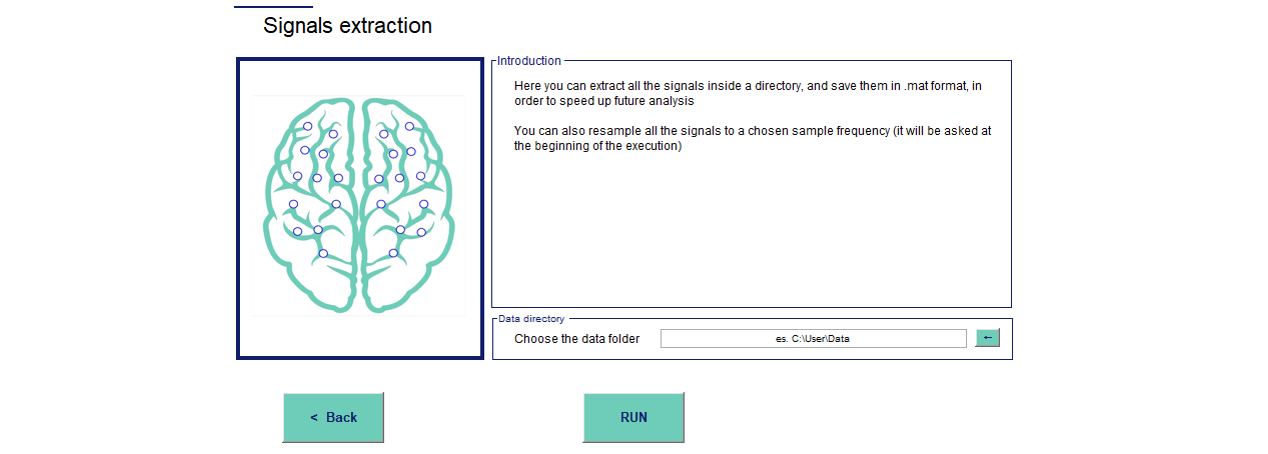 Signals extraction
Introduction
Here you can extract all the signals inside a directory, and save them in .mat format, in
order to speed up future analysis
You can also resample all the signals to a chosen sample frequency (it will be asked at
the beginning of the execution)
Data directory
Choose the data folder
es. C:\User\Data
←
< Back
RUN